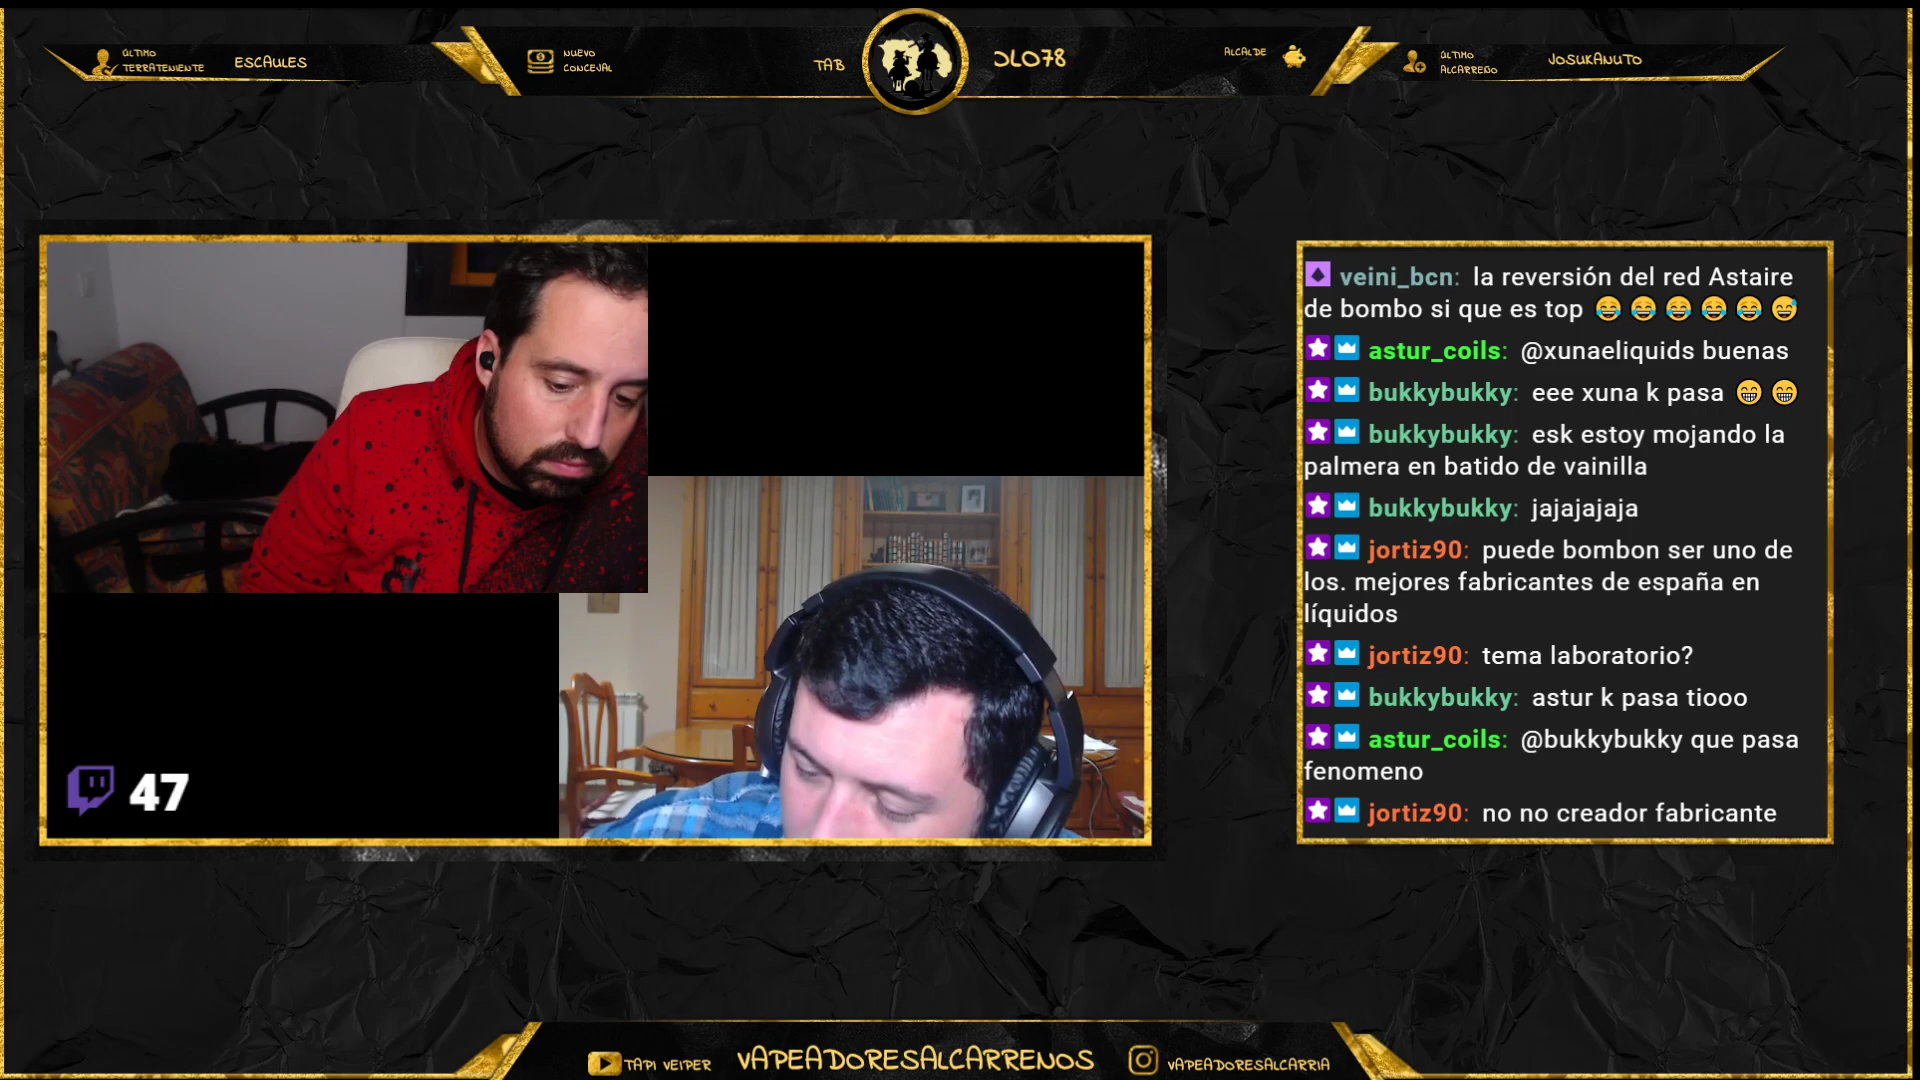 ÚLTIMO
TERRATENIENTE
ESCAULES
NUEVO
CONCEJAL
TAB
OLO78
ALCALDE
ÚLTIMO
ALCARREÑO
JOSUKANUTO
veini_bcn: la reversión del red Astaire
de bombo si que es top 😂 😂 😂 😂 😂 😅
astur_coils: @xunaeliquids buenas
bukkybukky: eee xuna k pasa 😁 😁
bukkybukky: esk estoy mojando la
palmera en batido de vainilla
bukkybukky: jajajajaja
jortiz90: puede bombon ser uno de
los. mejores fabricantes de españa en
líquidos
jortiz90: tema laboratorio?
bukkybukky: astur k pasa tiooo
astur_coils: @bukkybukky que pasa
fenomeno
jortiz90: no no creador fabricante
47
TAPI VEIPER
VAPEADORESALCARRENOS
VAPEADORESALCARRIA